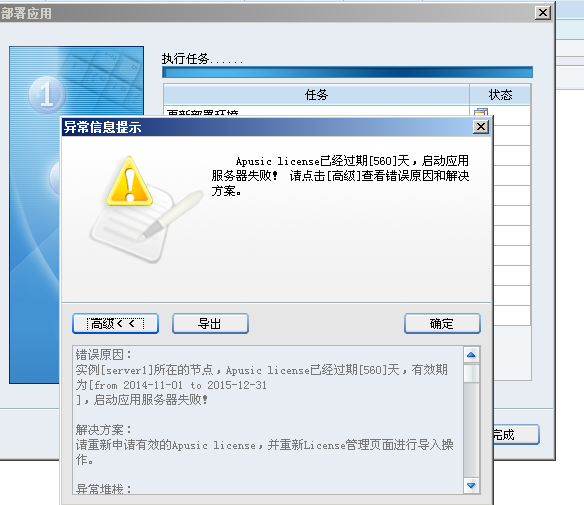 部署应用
1
执行任务......
任务
状态
更新部署环境
异常信息提示
Apusic license已经过期[560]天，启动应用
服务器失败！ 请点击[高级]查看错误原因和解决
方案。
高级<<
导出
确定
错误原因：
实例[server1]所在的节点，Apusic license已经过期[560]天，有效期
为[from 2014-11-01 to 2015-12-31
]，启动应用服务器失败！
解决方案：
请重新申请有效的Apusic license，并重新License管理页面进行导入操
作。
异常堆栈：
完成